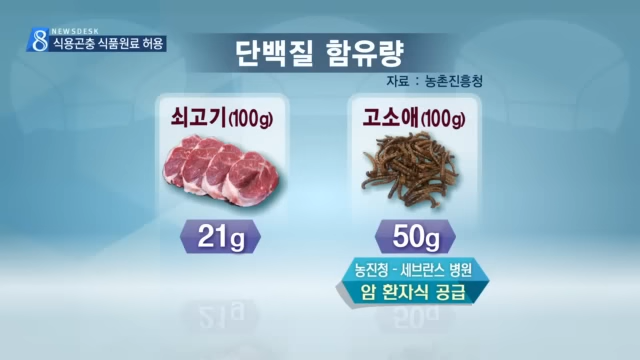 NEWSDESK
8 식용곤충 식품원료 허용
단백질 함유량
자료 : 농촌진흥청
쇠고기(100g)
고소애(100g)
21g
50g
농진청 - 세브란스 병원
암 환자식 공급